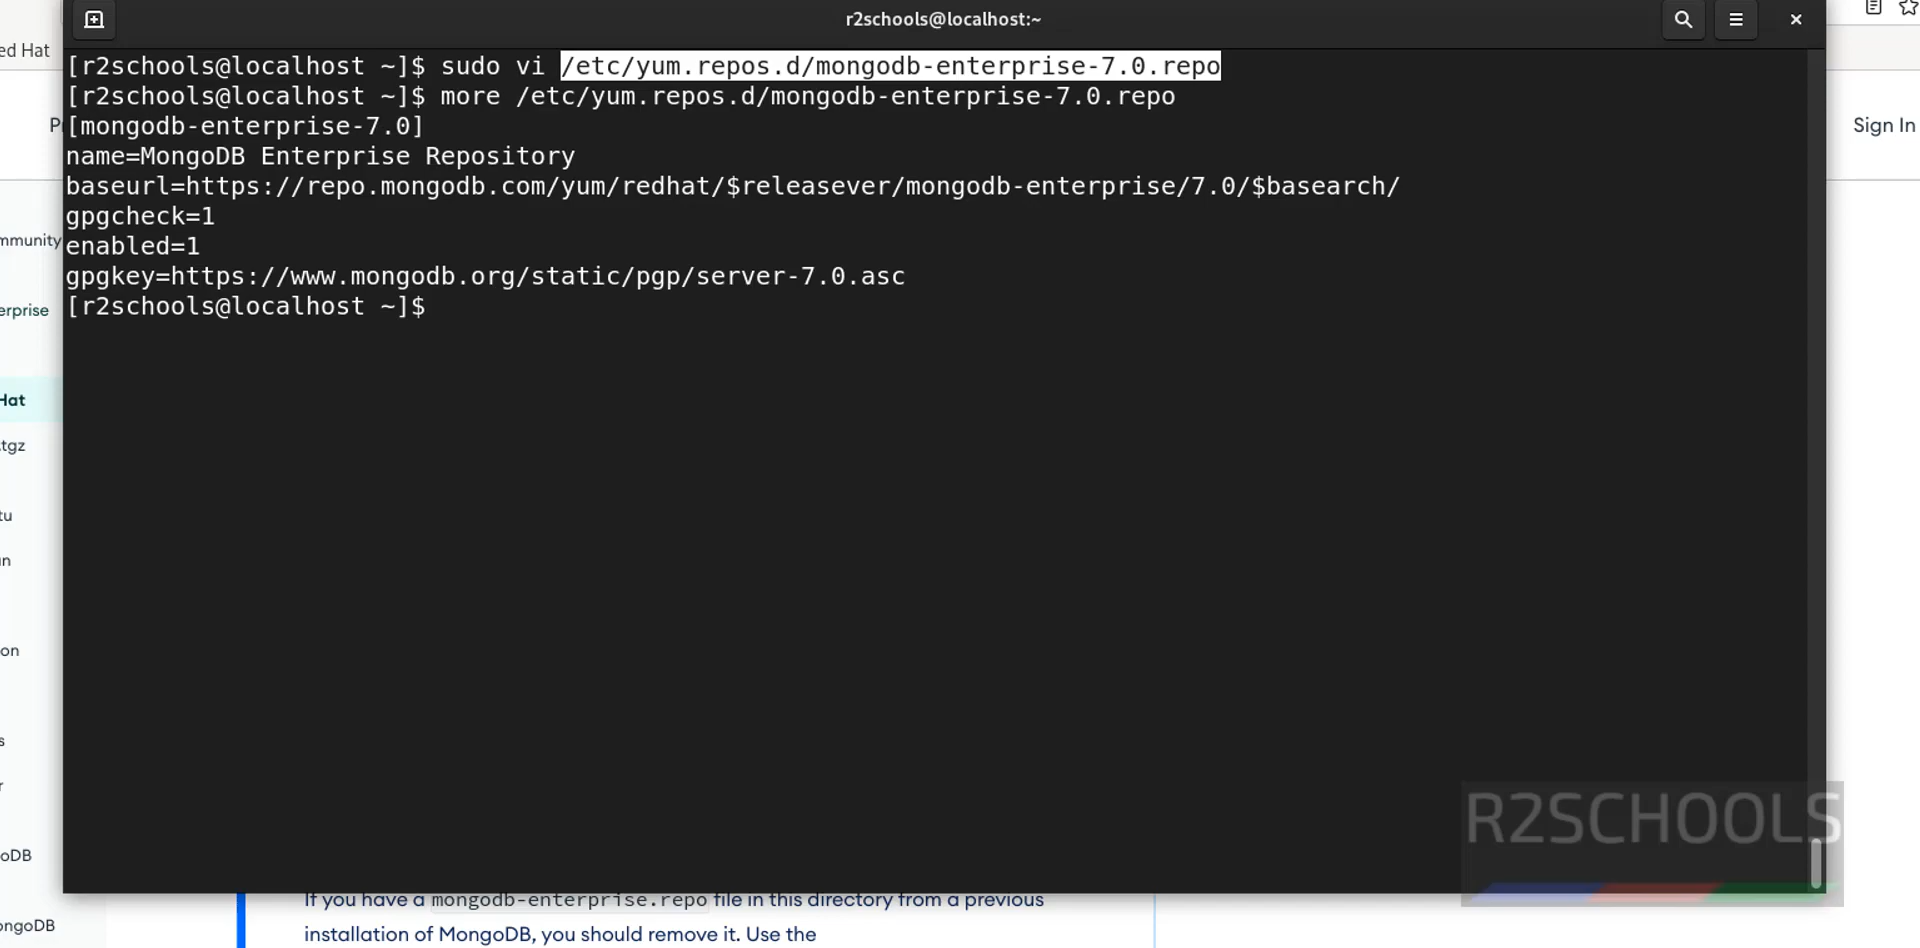 r2schools@localhost:~
ed Hat
[r2schools@localhost ~]$ sudo vi /etc/yum.repos.d/mongodb-enterprise-7.0.repo
[r2schools@localhost ~]$ more /etc/yum.repos.d/mongodb-enterprise-7.0.repo
[mongodb-enterprise-7.0]
Sign In
name=MongoDB Enterprise Repository
baseurl=https://repo.mongodb.com/yum/redhat/$releasever/mongodb-enterprise/7.0/$basearch/
gpgcheck=1
mmunity
enabled=1
gpgkey=https://www.mongodb.org/static/pgp/server-7.0.asc
[r2schools@localhost ~]$
erprise
Hat
tgz
tu
on
R2SCHOOLS
oDB
ongoDB
If you have a mongodb-enterprise.repo file in this directory from a previous
installation of MongoDB, you should remove it. Use the